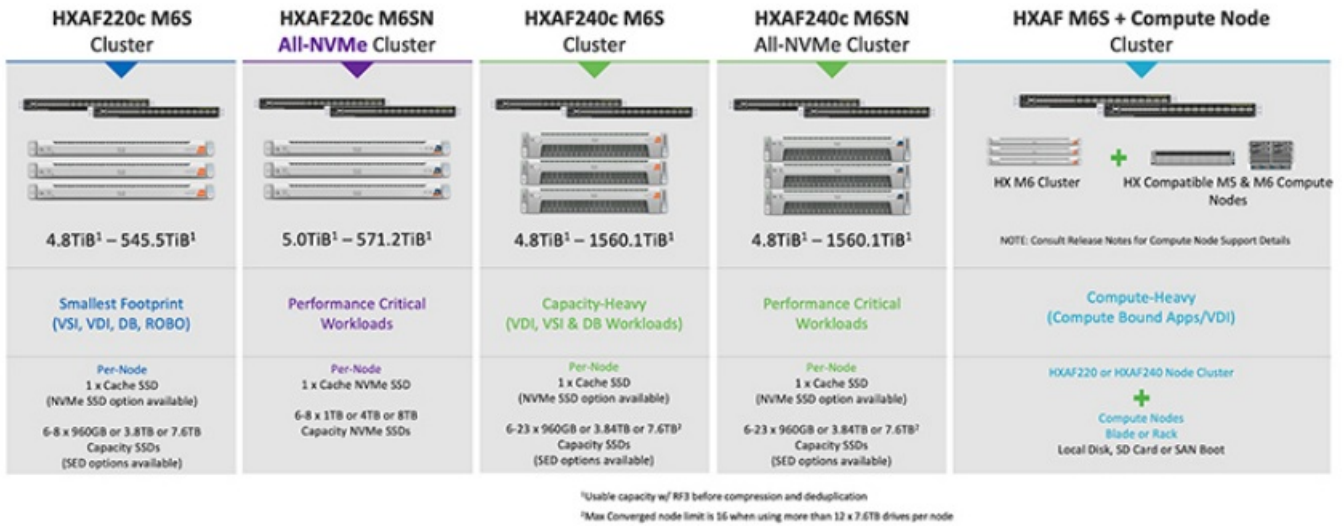 HXAF220c M6S
Cluster
4.8TiB¹ – 545.5TiB¹
Smallest Footprint
(VSI, VDI, DB, ROBO)
Per-Node
1 x Cache SSD
(NVMe SSD option available)
6-8 x 960GB or 3.8TB or 7.6TB
Capacity SSDs
(SED options available)
HXAF220c M6SN
All-NVMe Cluster
5.0TiB¹ – 571.2TiB¹
Performance Critical
Workloads
Per-Node
1 x Cache NVMe SSD
6-8 x 1TB or 4TB or 8TB
Capacity NVMe SSDs
HXAF240c M6S
Cluster
4.8TiB¹ – 1560.1TiB¹
Capacity-Heavy
(VDI, VSI & DB Workloads)
Per-Node
1 x Cache SSD
(NVMe SSD option available)
6-23 x 960GB or 3.84TB or 7.6TB²
Capacity SSDs
(SED options available)
HXAF240c M6SN
All-NVMe Cluster
4.8TiB¹ – 1560.1TiB¹
Performance Critical
Workloads
Per-Node
1 x Cache SSD
(NVMe SSD option available)
6-23 x 960GB or 3.84TB or 7.6TB²
Capacity SSDs
(SED options available)
HXAF M6S + Compute Node
Cluster
HX M6 Cluster
+
HX Compatible M5 & M6 Compute
Nodes
NOTE: Consult Release Notes for Compute Node Support Details
Compute-Heavy
(Compute Bound Apps/VDI)
HXAF220 or HXAF240 Node Cluster
+
Compute Nodes
Blade or Rack
Local Disk, SD Card or SAN Boot
¹Usable capacity w/ RF3 before compression and deduplication
²Max Converged node limit is 16 when using more than 12 x 7.6TB drives per node